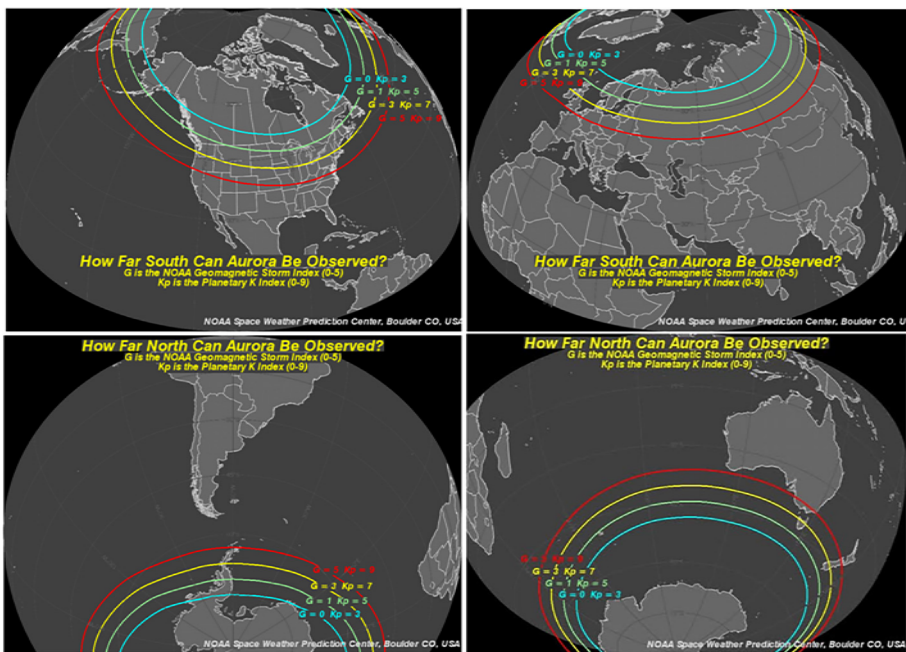 G = 0 Kp = 3
G = 1 Kp = 5
G = 3 Kp = 7
How Far South Can Aurora Be Observed?
G is the NOAA Geomagnetic Storm Index (0-5)
Kp is the Planetary K Index (0-9)
NOAA Space Weather Prediction Center, Boulder CO, USA
G = 0 Kp = 3
G = 1 Kp = 5
G = 3 Kp = 7
How Far South Can Aurora Be Observed?
G is the NOAA Geomagnetic Storm Index (0-5)
Kp is the Planetary K Index (0-9)
NOAA Space Weather Prediction Center, Boulder CO, USA
How Far North Can Aurora Be Observed?
G is the NOAA Geomagnetic Storm Index (0-5)
Kp is the Planetary K Index (0-9)
G = 3 Kp = 7
G = 1 Kp = 5
G = 0 Kp = 3
NOAA Space Weather Prediction Center, Boulder CO, USA
How Far North Can Aurora Be Observed?
G is the NOAA Geomagnetic Storm Index (0-5)
Kp is the Planetary K Index (0-9)
G = 3 Kp = 7
G = 1 Kp = 5
G = 0 Kp = 3
NOAA Space Weather Prediction Center, Boulder CO, USA